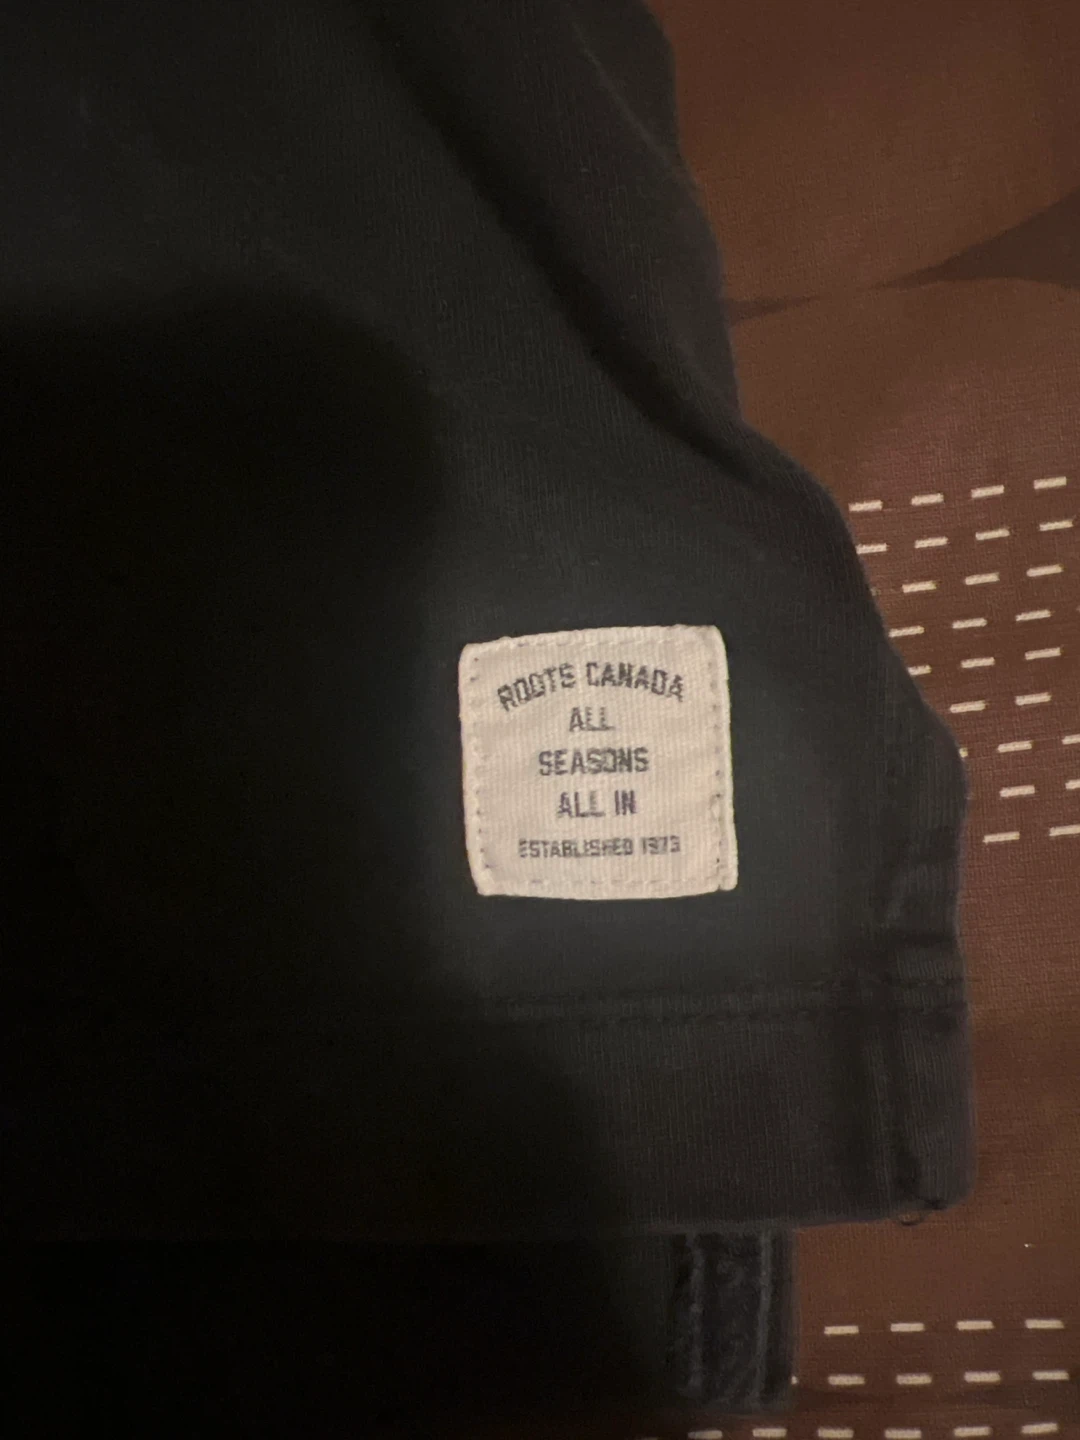 ROOTS CANADA
ALL
SEASONS
ALL IN
ESTABLISHED 1973